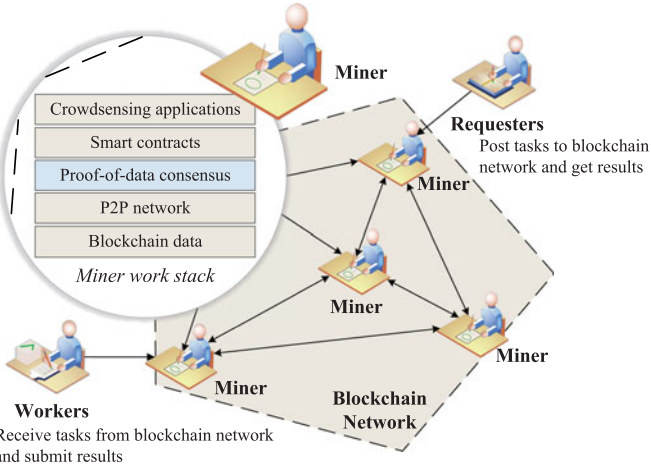 Miner
Crowdsensing applications
Smart contracts
Proof-of-data consensus
P2P network
Blockchain data
Miner work stack
Requesters
Post tasks to blockchain
network and get results
Miner
Miner
Miner
Miner
Blockchain
Network
Workers
Receive tasks from blockchain network
and submit results